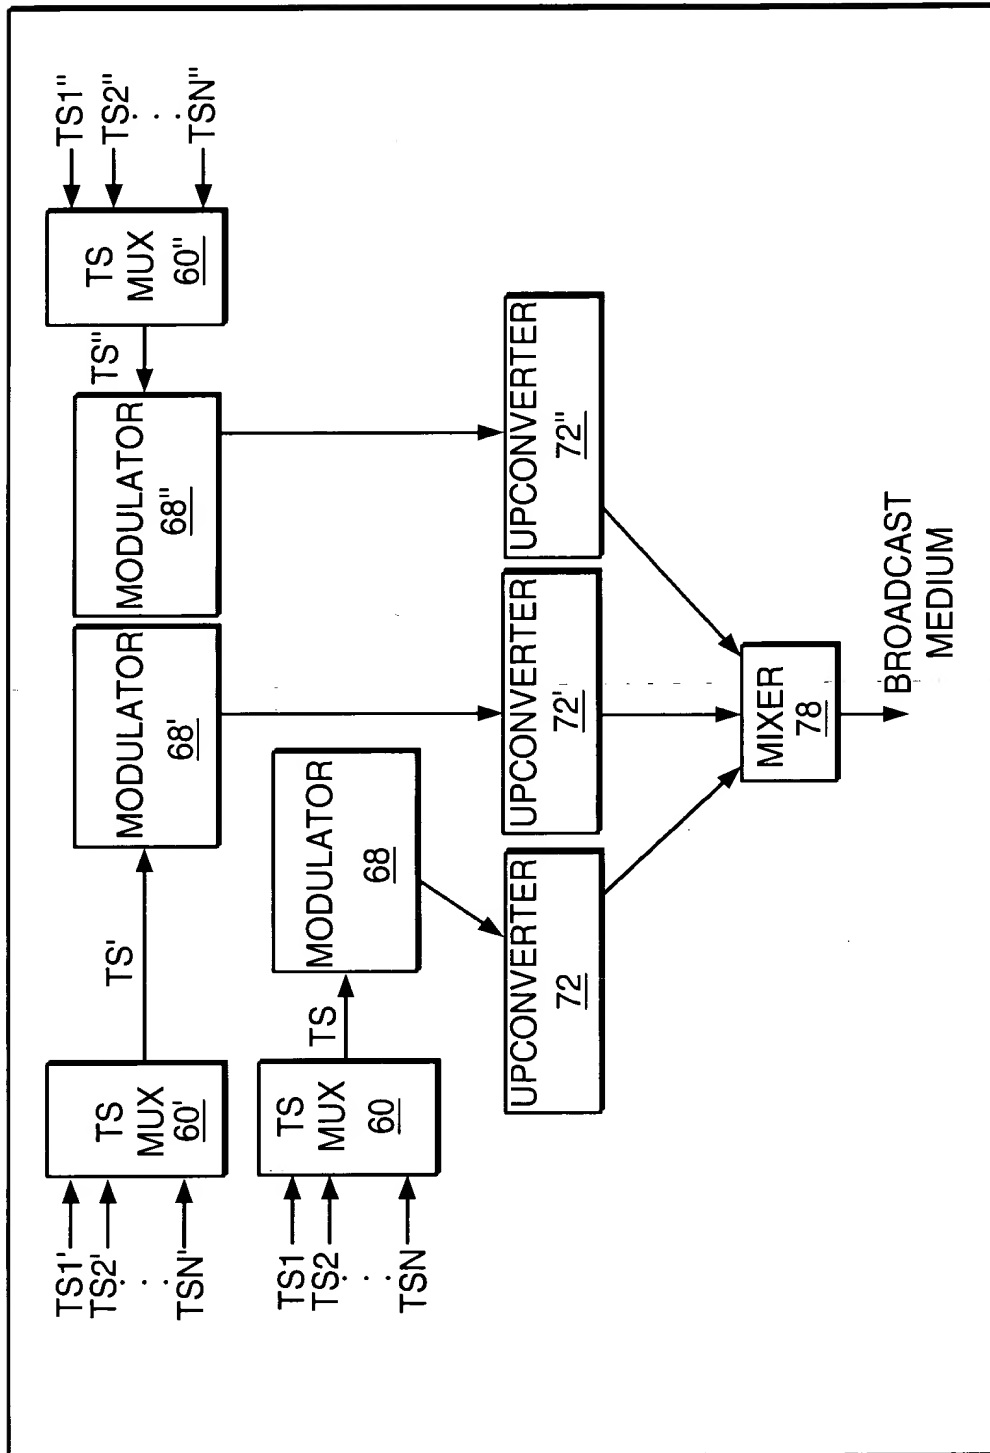 TS1'
TS2'
. . .
TSN'
TS
MUX
60'
TS'
MODULATOR
68'
MODULATOR
68"
TS"
TS
MUX
60"
TS1"
TS2"
. . .
TSN"
TS1
TS2
. . .
TSN
TS
MUX
60
TS
MODULATOR
68
UPCONVERTER
72
UPCONVERTER
72'
UPCONVERTER
72"
MIXER
78
BROADCAST
MEDIUM